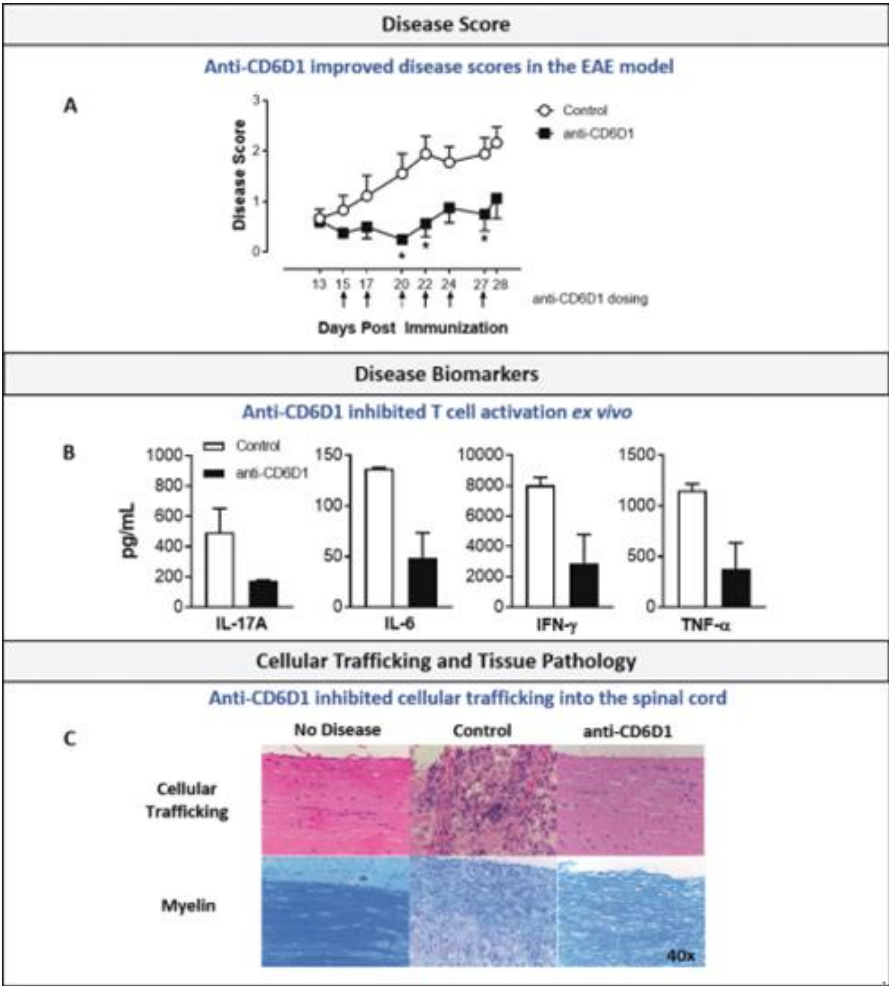 Disease Score
Anti-CD6D1 improved disease scores in the EAE model
A
Disease Score
3
2
1
0
Control
anti-CD6D1
*
*
*
13 15 17 20 22 24 27 28
anti-CD6D1 dosing
Days Post Immunization
Disease Biomarkers
Anti-CD6D1 inhibited T cell activation ex vivo
B
Control
anti-CD6D1
pg/mL
1000
800
600
400
200
0
IL-17A
150
100
50
0
IL-6
10000
8000
6000
4000
2000
0
IFN-γ
1500
1000
500
0
TNF-α
Cellular Trafficking and Tissue Pathology
Anti-CD6D1 inhibited cellular trafficking into the spinal cord
C
No Disease Control anti-CD6D1
Cellular
Trafficking
Myelin
40x